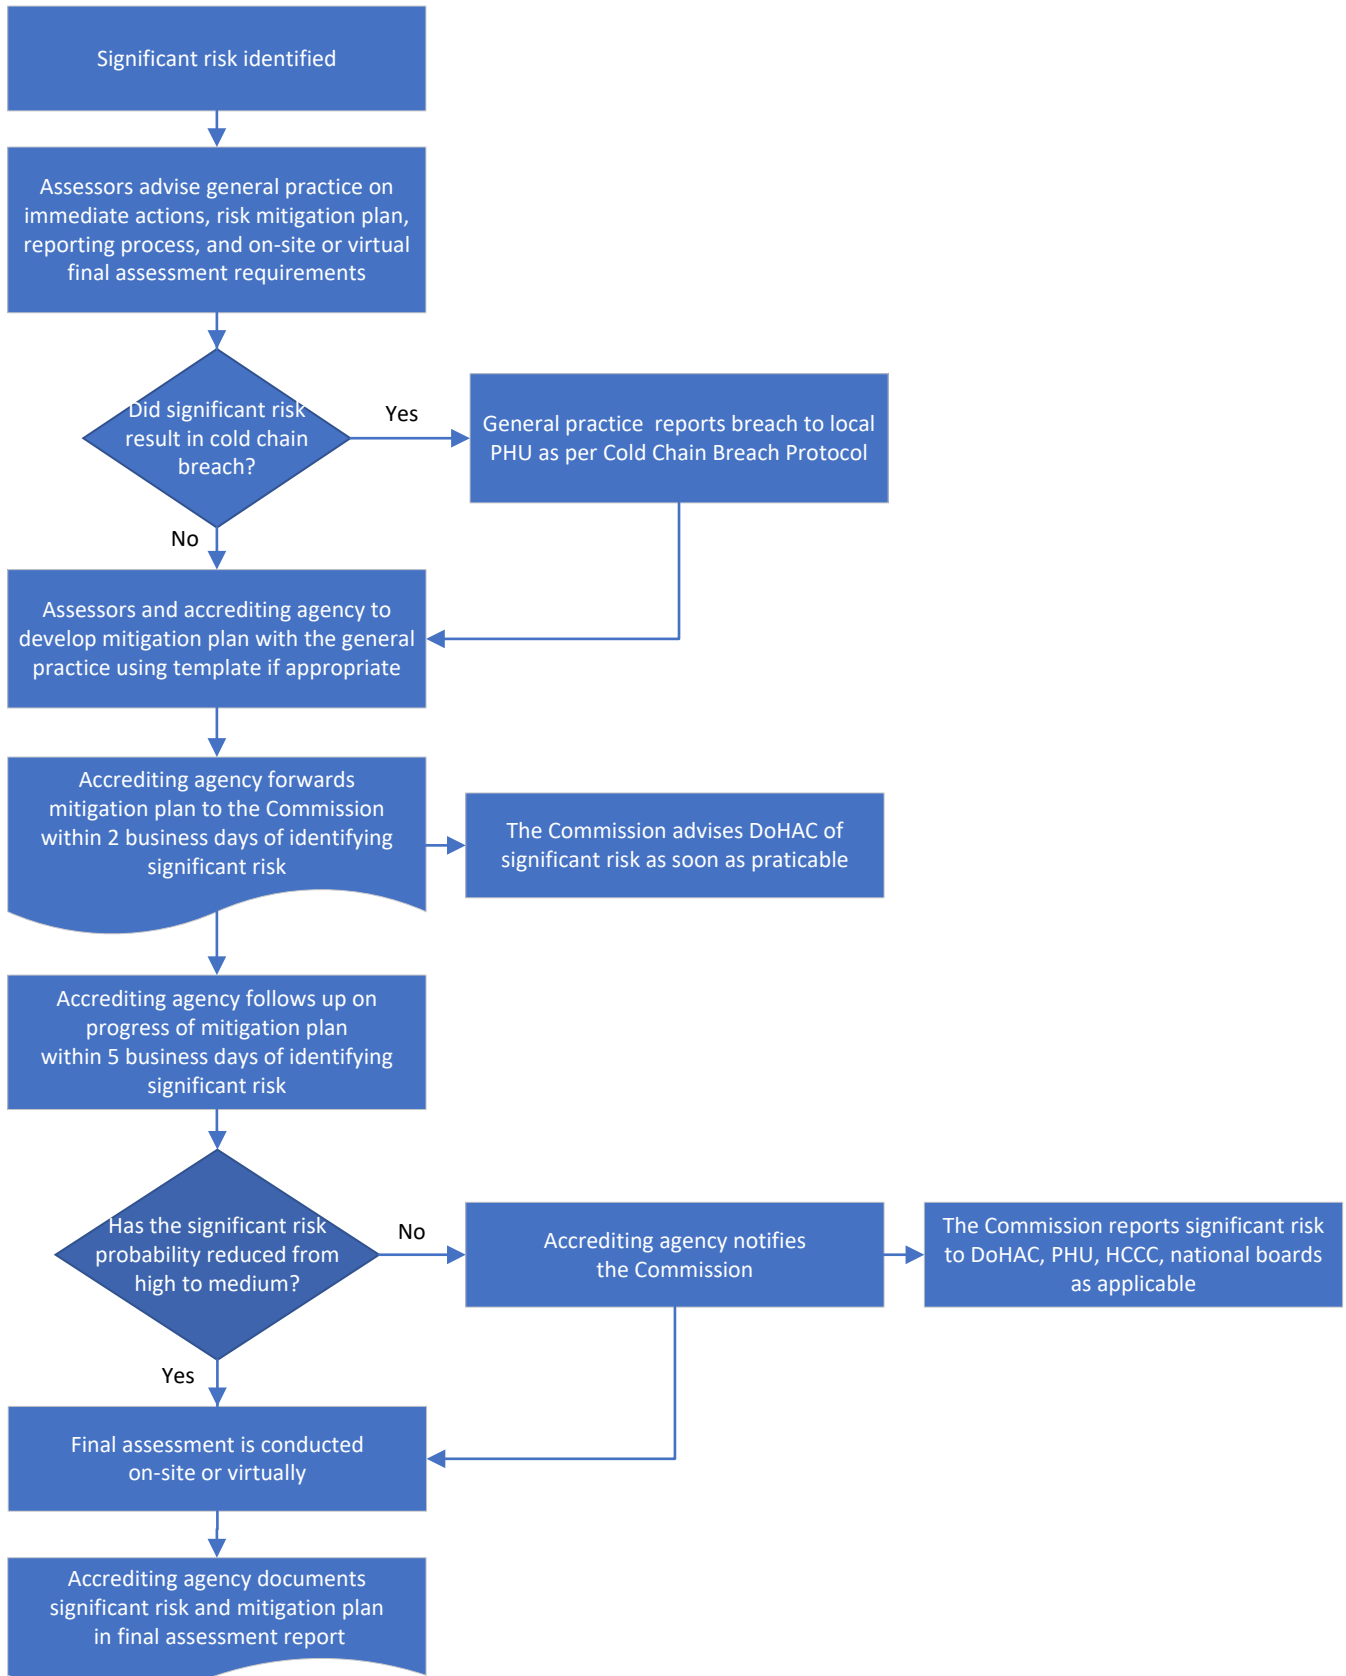 Significant risk identified
Assessors advise general practice on
immediate actions, risk mitigation plan,
reporting process, and on-site or virtual
final assessment requirements
Did significant risk
result in cold chain
breach?
Yes
General practice  reports breach to local
PHU as per Cold Chain Breach Protocol
No
Assessors and accrediting agency to
develop mitigation plan with the general
practice using template if appropriate
Accrediting agency forwards
mitigation plan to the Commission
within 2 business days of identifying
significant risk
The Commission advises DoHAC of
significant risk as soon as praticable
Accrediting agency follows up on
progress of mitigation plan
within 5 business days of identifying
significant risk
Has the significant risk
probability reduced from
high to medium?
No
Accrediting agency notifies
the Commission
The Commission reports significant risk
to DoHAC, PHU, HCCC, national boards
as applicable
Yes
Final assessment is conducted
on-site or virtually
Accrediting agency documents
significant risk and mitigation plan
in final assessment report